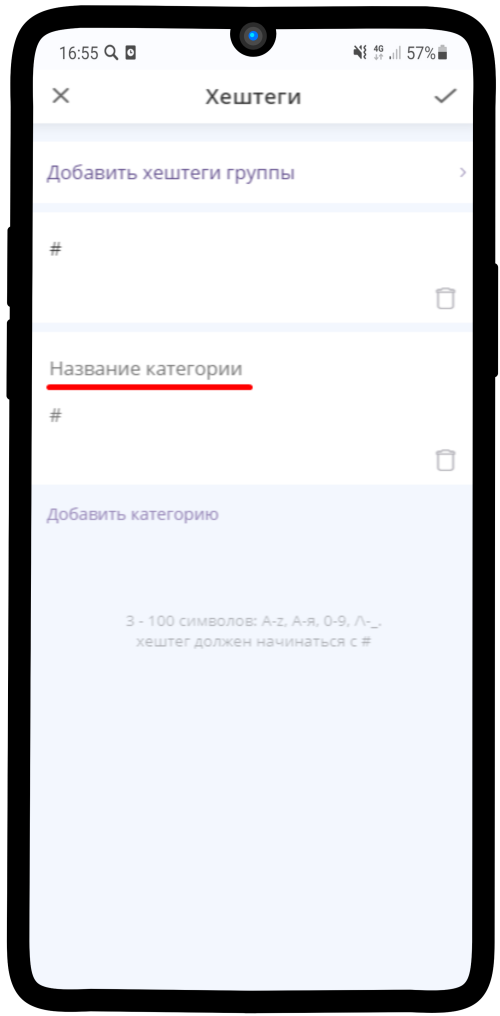 16:55 4G 57%
Хештеги
Добавить хештеги группы
#
Название категории
#
Добавить категорию
3 - 100 символов: A-z, А-я, 0-9, /\-_,
хештег должен начинаться с #